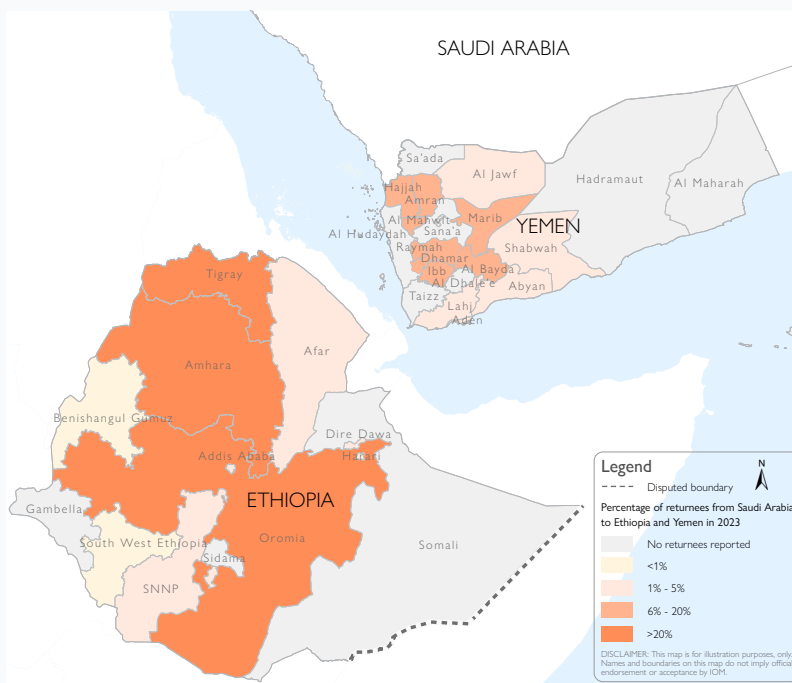 SAUDI ARABIA
Sa'ada
Al Jawf
Hadramaut
Al Maharah
Hajjah
Amran
Al Mahwit
Marib
Al Hudaydah
Sana'a
YEMEN
Raymah
Shabwah
Dhamar
Ibb
Al Bayda
Al Dhale'e
Abyan
Taizz
Lahj
Aden
Tigray
Afar
Amhara
Benishangul Gumuz
Dire Dawa
Harari
Addis Ababa
ETHIOPIA
Gambella
Oromia
South West Ethiopia
Sidama
Somali
SNNP
Legend
N
Disputed boundary
Percentage of returnees from Saudi Arabia
to Ethiopia and Yemen in 2023
No returnees reported
<1%
1% - 5%
6% - 20%
>20%
DISCLAIMER: This map is for illustration purposes, only.
Names and boundaries on this map do not imply official
endorsement or acceptance by IOM.